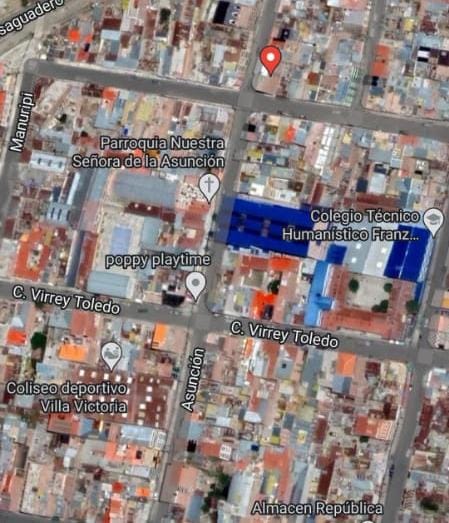 saguadero
Manuripi
Parroquia Nuestra
Señora de la Asunción
Colegio Técnico
Humanístico Franz...
poppy playtime
C. Virrey Toledo
C. Virrey Toledo
Asunción
Coliseo deportivo
Villa Victoria
Almacen República